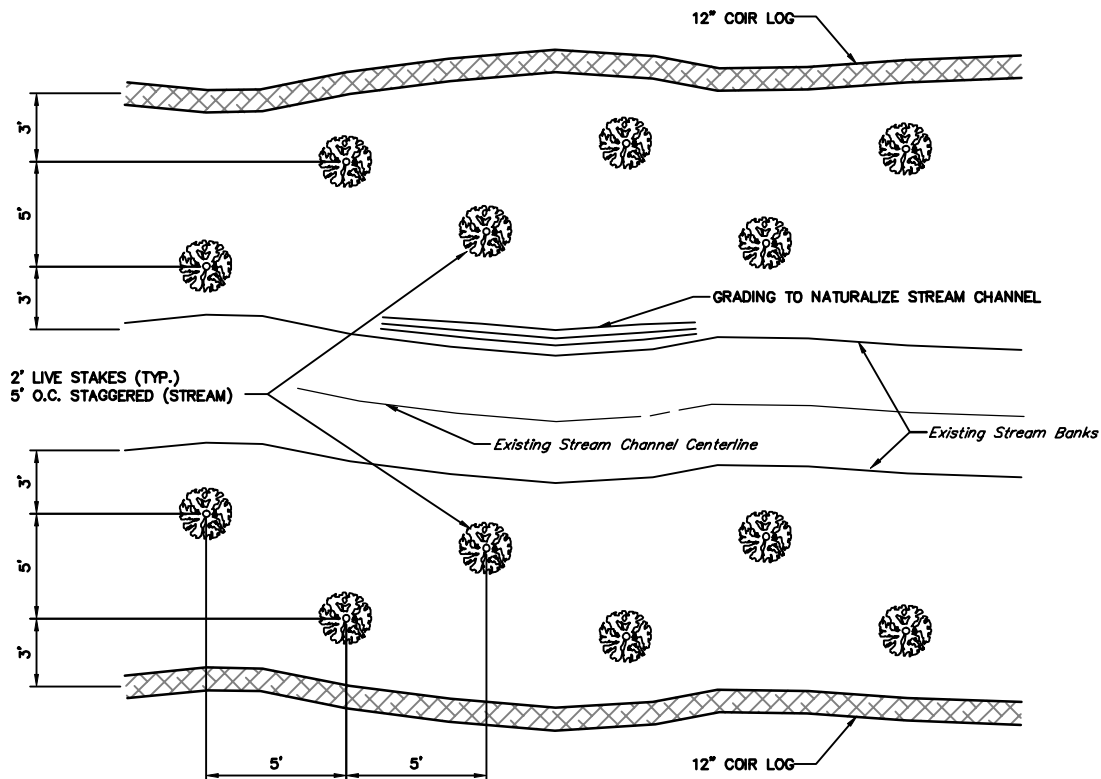 12" COIR LOG
3'
5'
3'
GRADING TO NATURALIZE STREAM CHANNEL
2' LIVE STAKES (TYP.)
5' O.C. STAGGERED (STREAM)
Existing Stream Channel Centerline
Existing Stream Banks
3'
5'
3'
5'
5'
12" COIR LOG